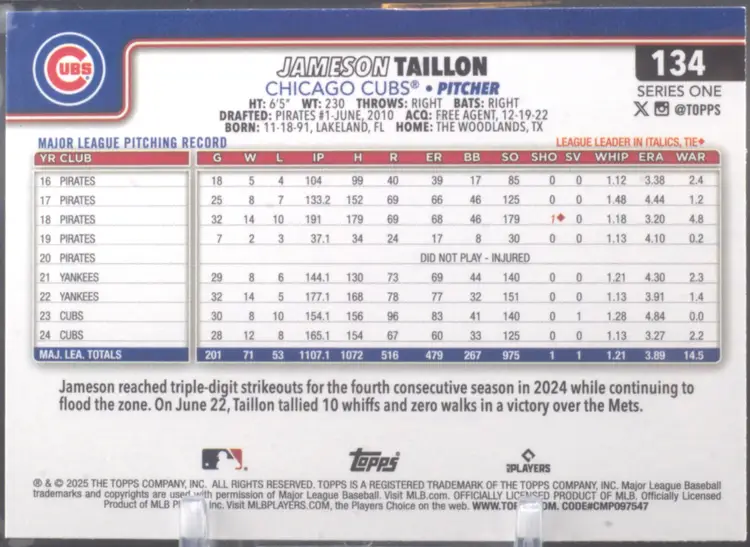 CUBS
JAMESON TAILLON
CHICAGO CUBS® • PITCHER
HT: 6'5" WT: 230 THROWS: RIGHT BATS: RIGHT
DRAFTED: PIRATES #1-JUNE, 2010 ACQ: FREE AGENT, 12-19-22
BORN: 11-18-91, LAKELAND, FL HOME: THE WOODLANDS, TX
134
SERIES ONE
X @TOPPS
MAJOR LEAGUE PITCHING RECORD
LEAGUE LEADER IN ITALICS, TIE♦
YR CLUB G W L IP H R ER BB SO SHO SV WHIP ERA WAR
16 PIRATES 18 5 4 104 99 40 39 17 85 0 0 1.12 3.38 2.4
17 PIRATES 25 8 7 133.2 152 69 66 46 125 0 0 1.48 4.44 1.2
18 PIRATES 32 14 10 191 179 69 68 46 179 1♦ 0 1.18 3.20 4.8
19 PIRATES 7 2 3 37.1 34 24 17 8 30 0 0 1.13 4.10 0.2
20 PIRATES DID NOT PLAY - INJURED
21 YANKEES 29 8 6 144.1 130 73 69 44 140 0 0 1.21 4.30 2.3
22 YANKEES 32 14 5 177.1 168 78 77 32 151 0 0 1.13 3.91 1.4
23 CUBS 30 8 10 154.1 156 96 83 41 140 0 1 1.28 4.84 0.0
24 CUBS 28 12 8 165.1 154 67 60 33 125 0 0 1.13 3.27 2.2
MAJ. LEA. TOTALS 201 71 53 1107.1 1072 516 479 267 975 1 1 1.21 3.89 14.5
Jameson reached triple-digit strikeouts for the fourth consecutive season in 2024 while continuing to
flood the zone. On June 22, Taillon tallied 10 whiffs and zero walks in a victory over the Mets.
Topps
PLAYERS
® & © 2025 THE TOPPS COMPANY, INC. ALL RIGHTS RESERVED. TOPPS IS A REGISTERED TRADEMARK OF THE TOPPS COMPANY, INC. Major League Baseball
trademarks and copyrights are used with permission of Major League Baseball. Visit MLB.com. OFFICIALLY LICENSED PRODUCT OF MLB. Officially Licensed
Product of MLB Inc. Visit MLBPLAYERS.COM, the Players Choice on the web. WWW.TOPPS.COM. CODE#CMP097547